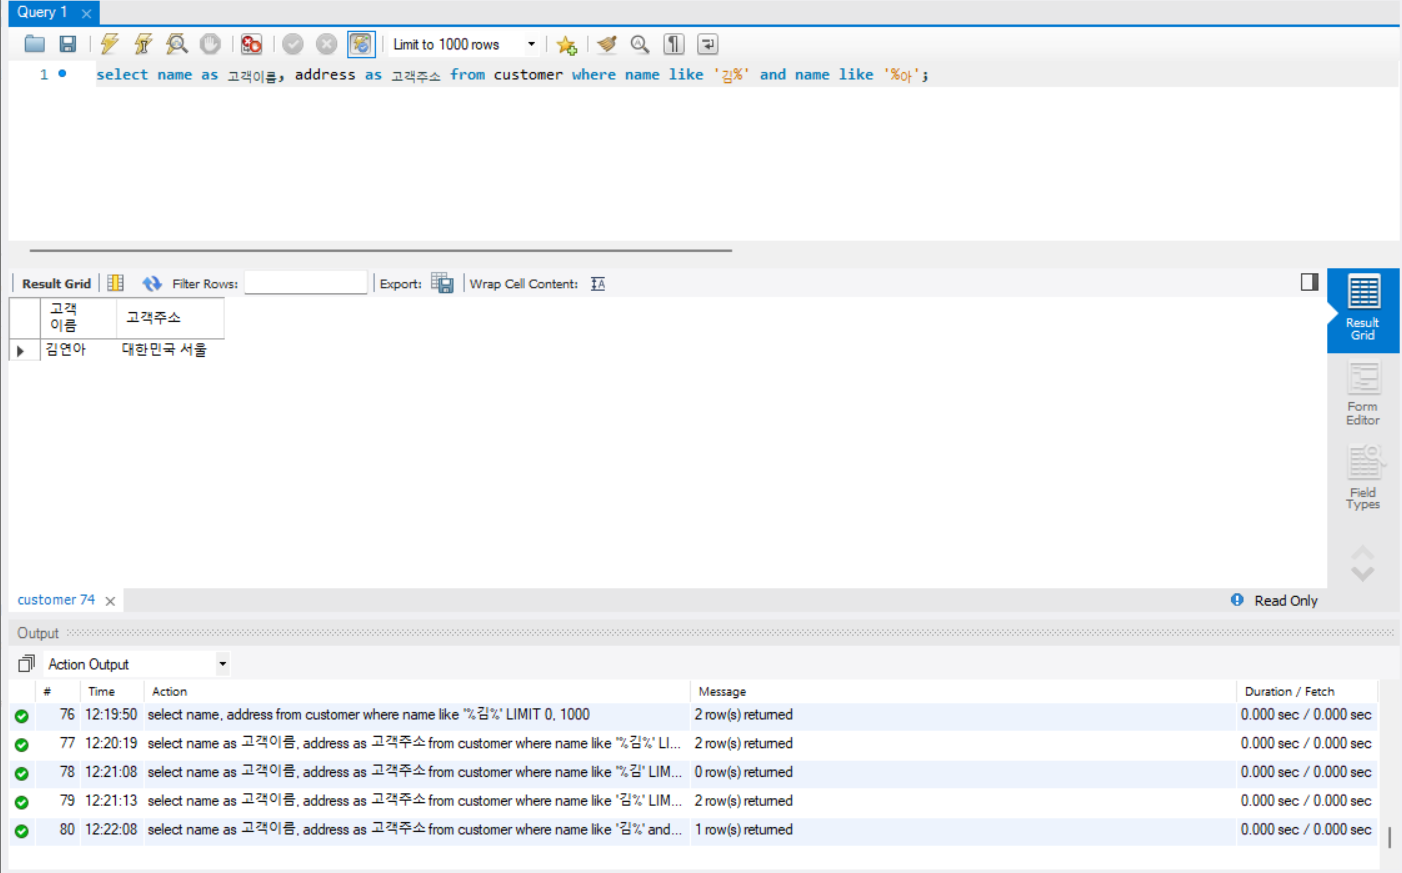 Query 1
Limit to 1000 rows
1 select name as 고객이름, address as 고객주소 from customer where name like '김%' and name like '%아';
Result Grid Filter Rows: Export: Wrap Cell Content:
고객이름 고객주소
김연아 대한민국 서울
Result Grid
Form Editor
Field Types
customer 74 Read Only
Output
Action Output
# Time Action Message Duration / Fetch
76 12:19:50 select name, address from customer where name like '%김%' LIMIT 0, 1000 2 row(s) returned 0.000 sec / 0.000 sec
77 12:20:19 select name as 고객이름, address as 고객주소 from customer where name like '%김%' LI... 2 row(s) returned 0.000 sec / 0.000 sec
78 12:21:08 select name as 고객이름, address as 고객주소 from customer where name like '%김' LIM... 0 row(s) returned 0.000 sec / 0.000 sec
79 12:21:13 select name as 고객이름, address as 고객주소 from customer where name like '김%' LIM... 2 row(s) returned 0.000 sec / 0.000 sec
80 12:22:08 select name as 고객이름, address as 고객주소 from customer where name like '김%' and... 1 row(s) returned 0.000 sec / 0.000 sec